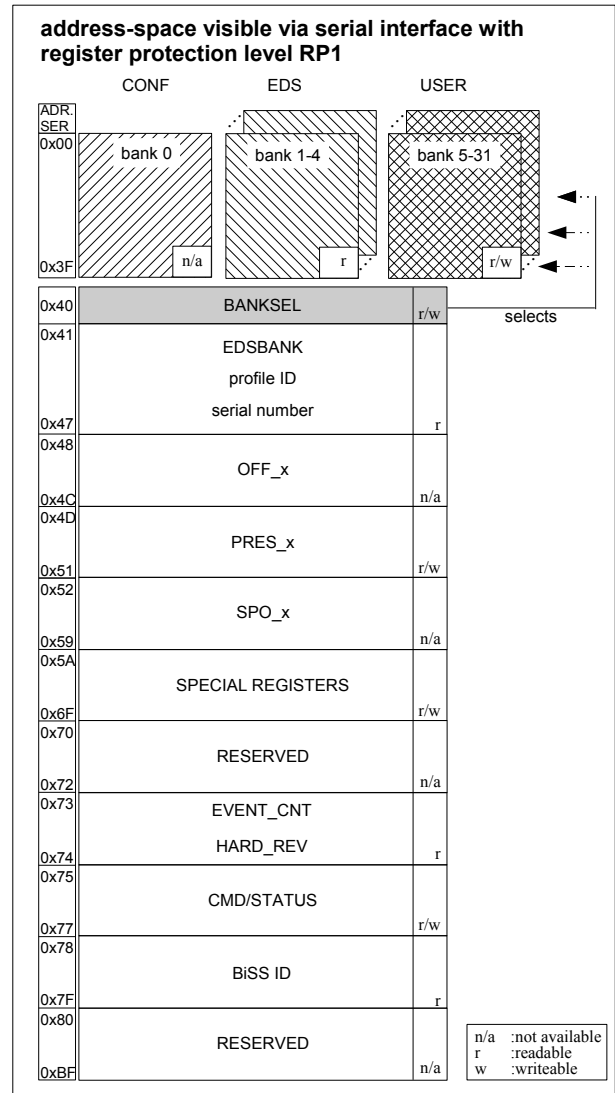 address-space visible via serial interface with
register protection level RP1
CONF EDS USER
ADR.
SER
0x00
bank 0 bank 1-4 bank 5-31
0x3F n/a r r/w
0x40 BANKSEL r/w
selects
0x41
EDSBANK
profile ID
serial number
0x47 r
0x48
OFF_x
0x4C n/a
0x4D
PRES_x
0x51 r/w
0x52
SPO_x
0x59 n/a
0x5A
SPECIAL REGISTERS
0x6F r/w
0x70
RESERVED
0x72 n/a
0x73
EVENT_CNT
HARD_REV
0x74 r
0x75
CMD/STATUS
0x77 r/w
0x78
BiSS ID
0x7F r
0x80
RESERVED
0xBF n/a
n/a :not available
r :readable
w :writeable